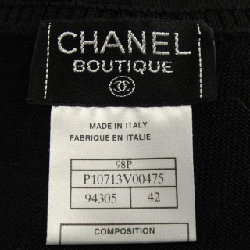 CHANEL
BOUTIQUE
MADE IN ITALY
FABRIQUE EN ITALIE
98P
P10713V00475
94305 42
COMPOSITION